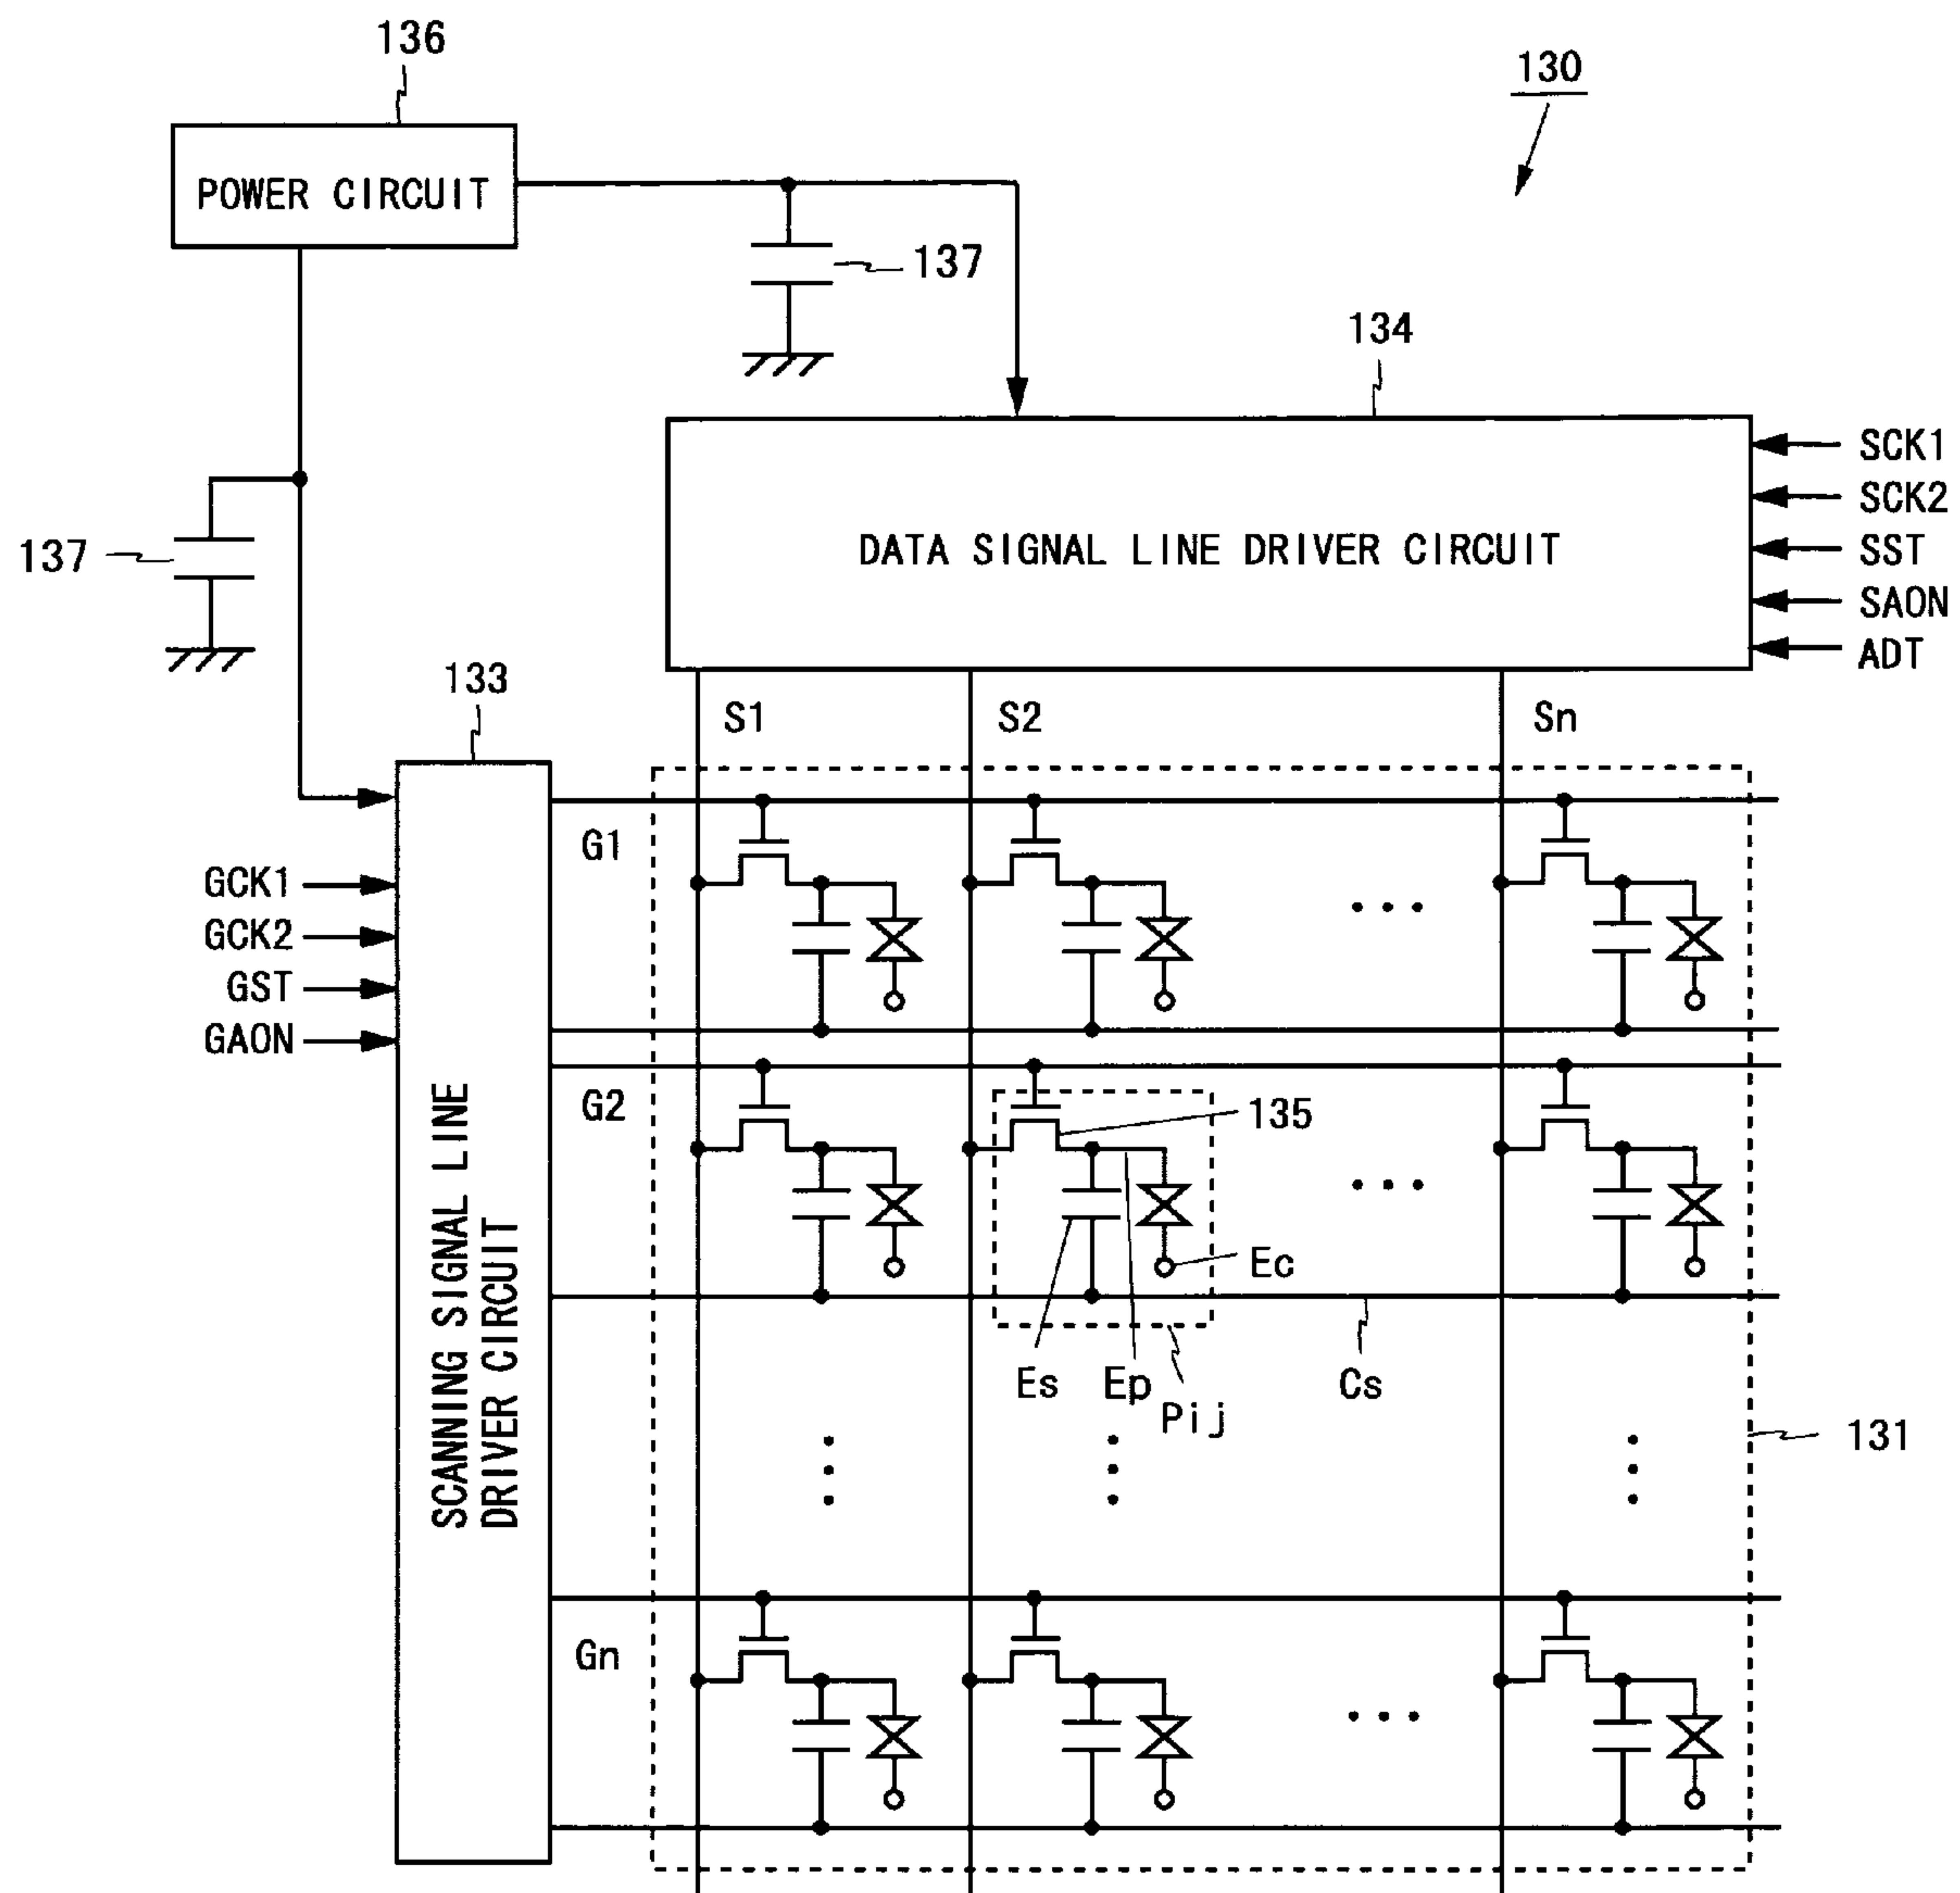 136
130
POWER CIRCUIT
137
134
SCK1
SCK2
DATA SIGNAL LINE DRIVER CIRCUIT
SST
137
SAON
ADT
133
S1
S2
Sn
G1
GCK1
GCK2
GST
GAON
G2
135
SCANNING SIGNAL LINE
DRIVER CIRCUIT
Ec
Es
Ep
Cs
Pij
131
Gn